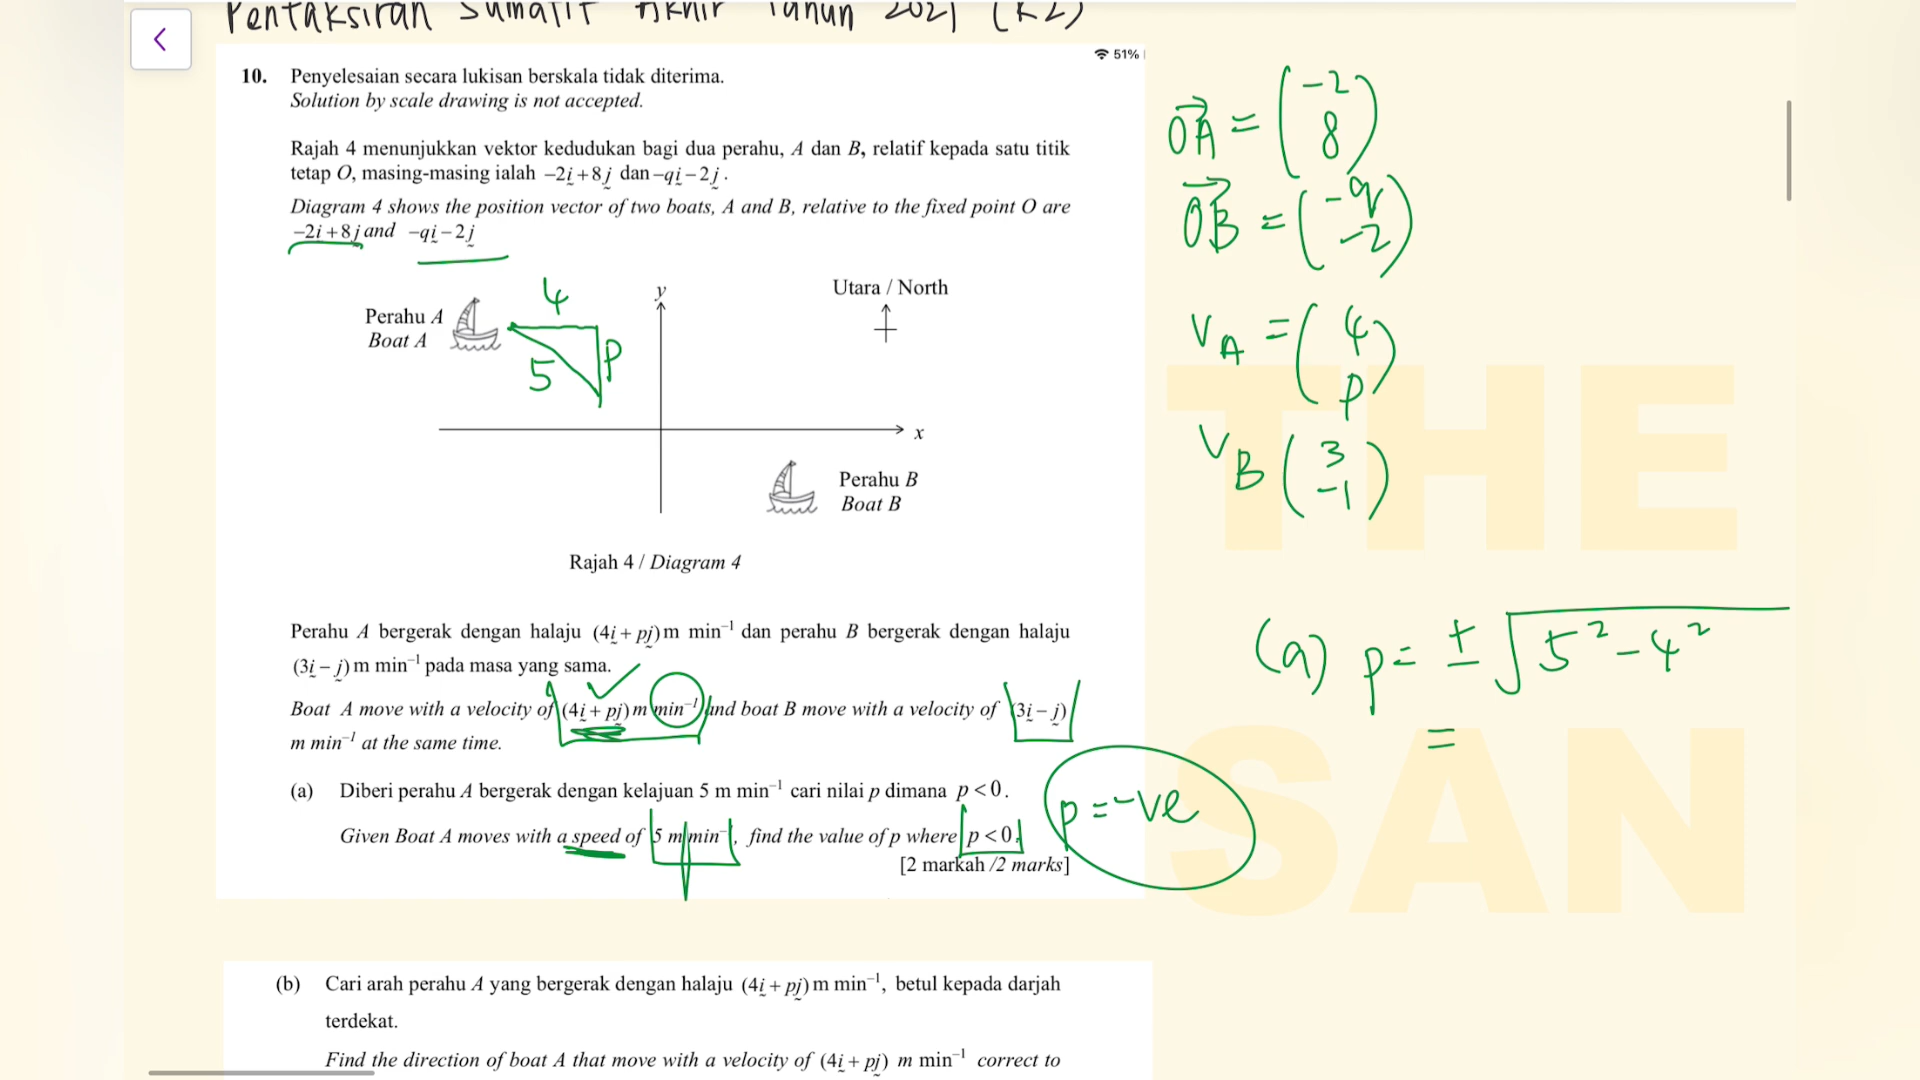 Pentaksiran Sumatif Akhir Tahun 2021 (K2)
51%
10. Penyelesaian secara lukisan berskala tidak diterima.
Solution by scale drawing is not accepted.
Rajah 4 menunjukkan vektor kedudukan bagi dua perahu, A dan B, relatif kepada satu titik
tetap O, masing-masing ialah −2i+8j dan −qi−2j.
Diagram 4 shows the position vector of two boats, A and B, relative to the fixed point O are
−2i+8j and −qi−2j
Perahu A
Boat A
4
5
P
y
x
Utara / North
Perahu B
Boat B
Rajah 4 / Diagram 4
Perahu A bergerak dengan halaju (4i + pj) m min⁻¹ dan perahu B bergerak dengan halaju
(3i − j) m min⁻¹ pada masa yang sama.
Boat A move with a velocity of (4i + pj) m min⁻¹ and boat B move with a velocity of (3i − j)
m min⁻¹ at the same time.
(a) Diberi perahu A bergerak dengan kelajuan 5 m min⁻¹ cari nilai p dimana p<0.
Given Boat A moves with a speed of 5 m min⁻¹, find the value of p where p<0.
[2 markah /2 marks]
p=-ve
OA = (-2 8)
OB = (-q -2)
VA = (4 p)
VB (3 -1)
(a) p= ± √5²-4²
=
THE
SAN
(b) Cari arah perahu A yang bergerak dengan halaju (4i + pj) m min⁻¹, betul kepada darjah
terdekat.
Find the direction of boat A that move with a velocity of (4i + pj) m min⁻¹ correct to